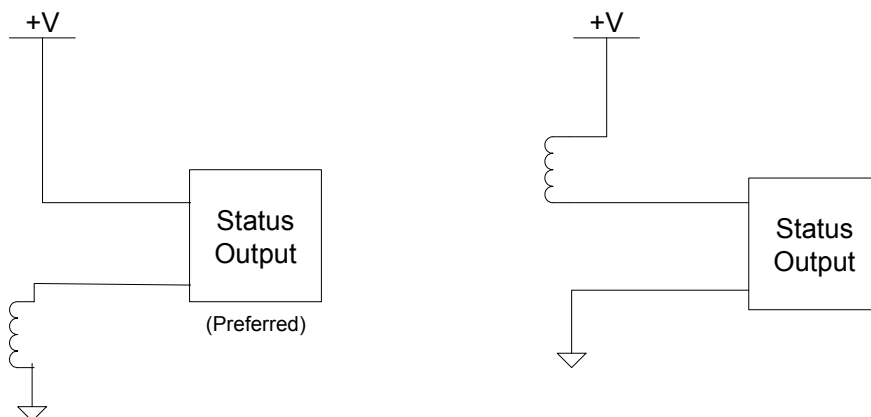 +V
Status
Output
(Preferred)
+V
Status
Output